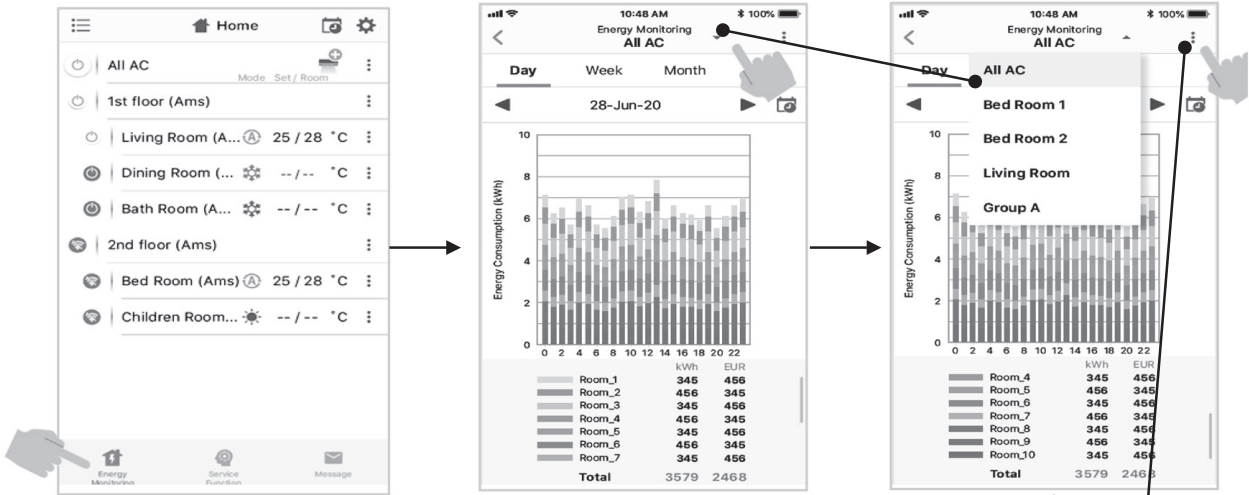 Home
All AC
Mode Set / Room
1st floor (Ams)
Living Room (A... A 25 / 28 °C
Dining Room (... -- / -- °C
Bath Room (A... -- / -- °C
2nd floor (Ams)
Bed Room (Ams) A 25 / 28 °C
Children Room... -- / -- °C
Energy Monitoring
Service Function
Message
10:48 AM 100%
Energy Monitoring
All AC
Day Week Month
28-Jun-20
Energy Consumption (kWh)
10
8
6
4
2
0
0 2 4 6 8 10 12 14 16 18 20 22
kWh EUR
Room_1 345 456
Room_2 456 345
Room_3 345 456
Room_4 456 345
Room_5 345 456
Room_6 456 345
Room_7 345 456
Total 3579 2468
10:48 AM 100%
Energy Monitoring
All AC
Day
All AC
Bed Room 1
Bed Room 2
Living Room
Group A
Energy Consumption (kWh)
10
8
6
4
2
0
0 2 4 6 8 10 12 14 16 18 20 22
kWh EUR
Room_4 345 456
Room_5 456 345
Room_6 345 456
Room_7 456 345
Room_8 345 456
Room_9 456 345
Room_10 345 456
Total 3579 2468